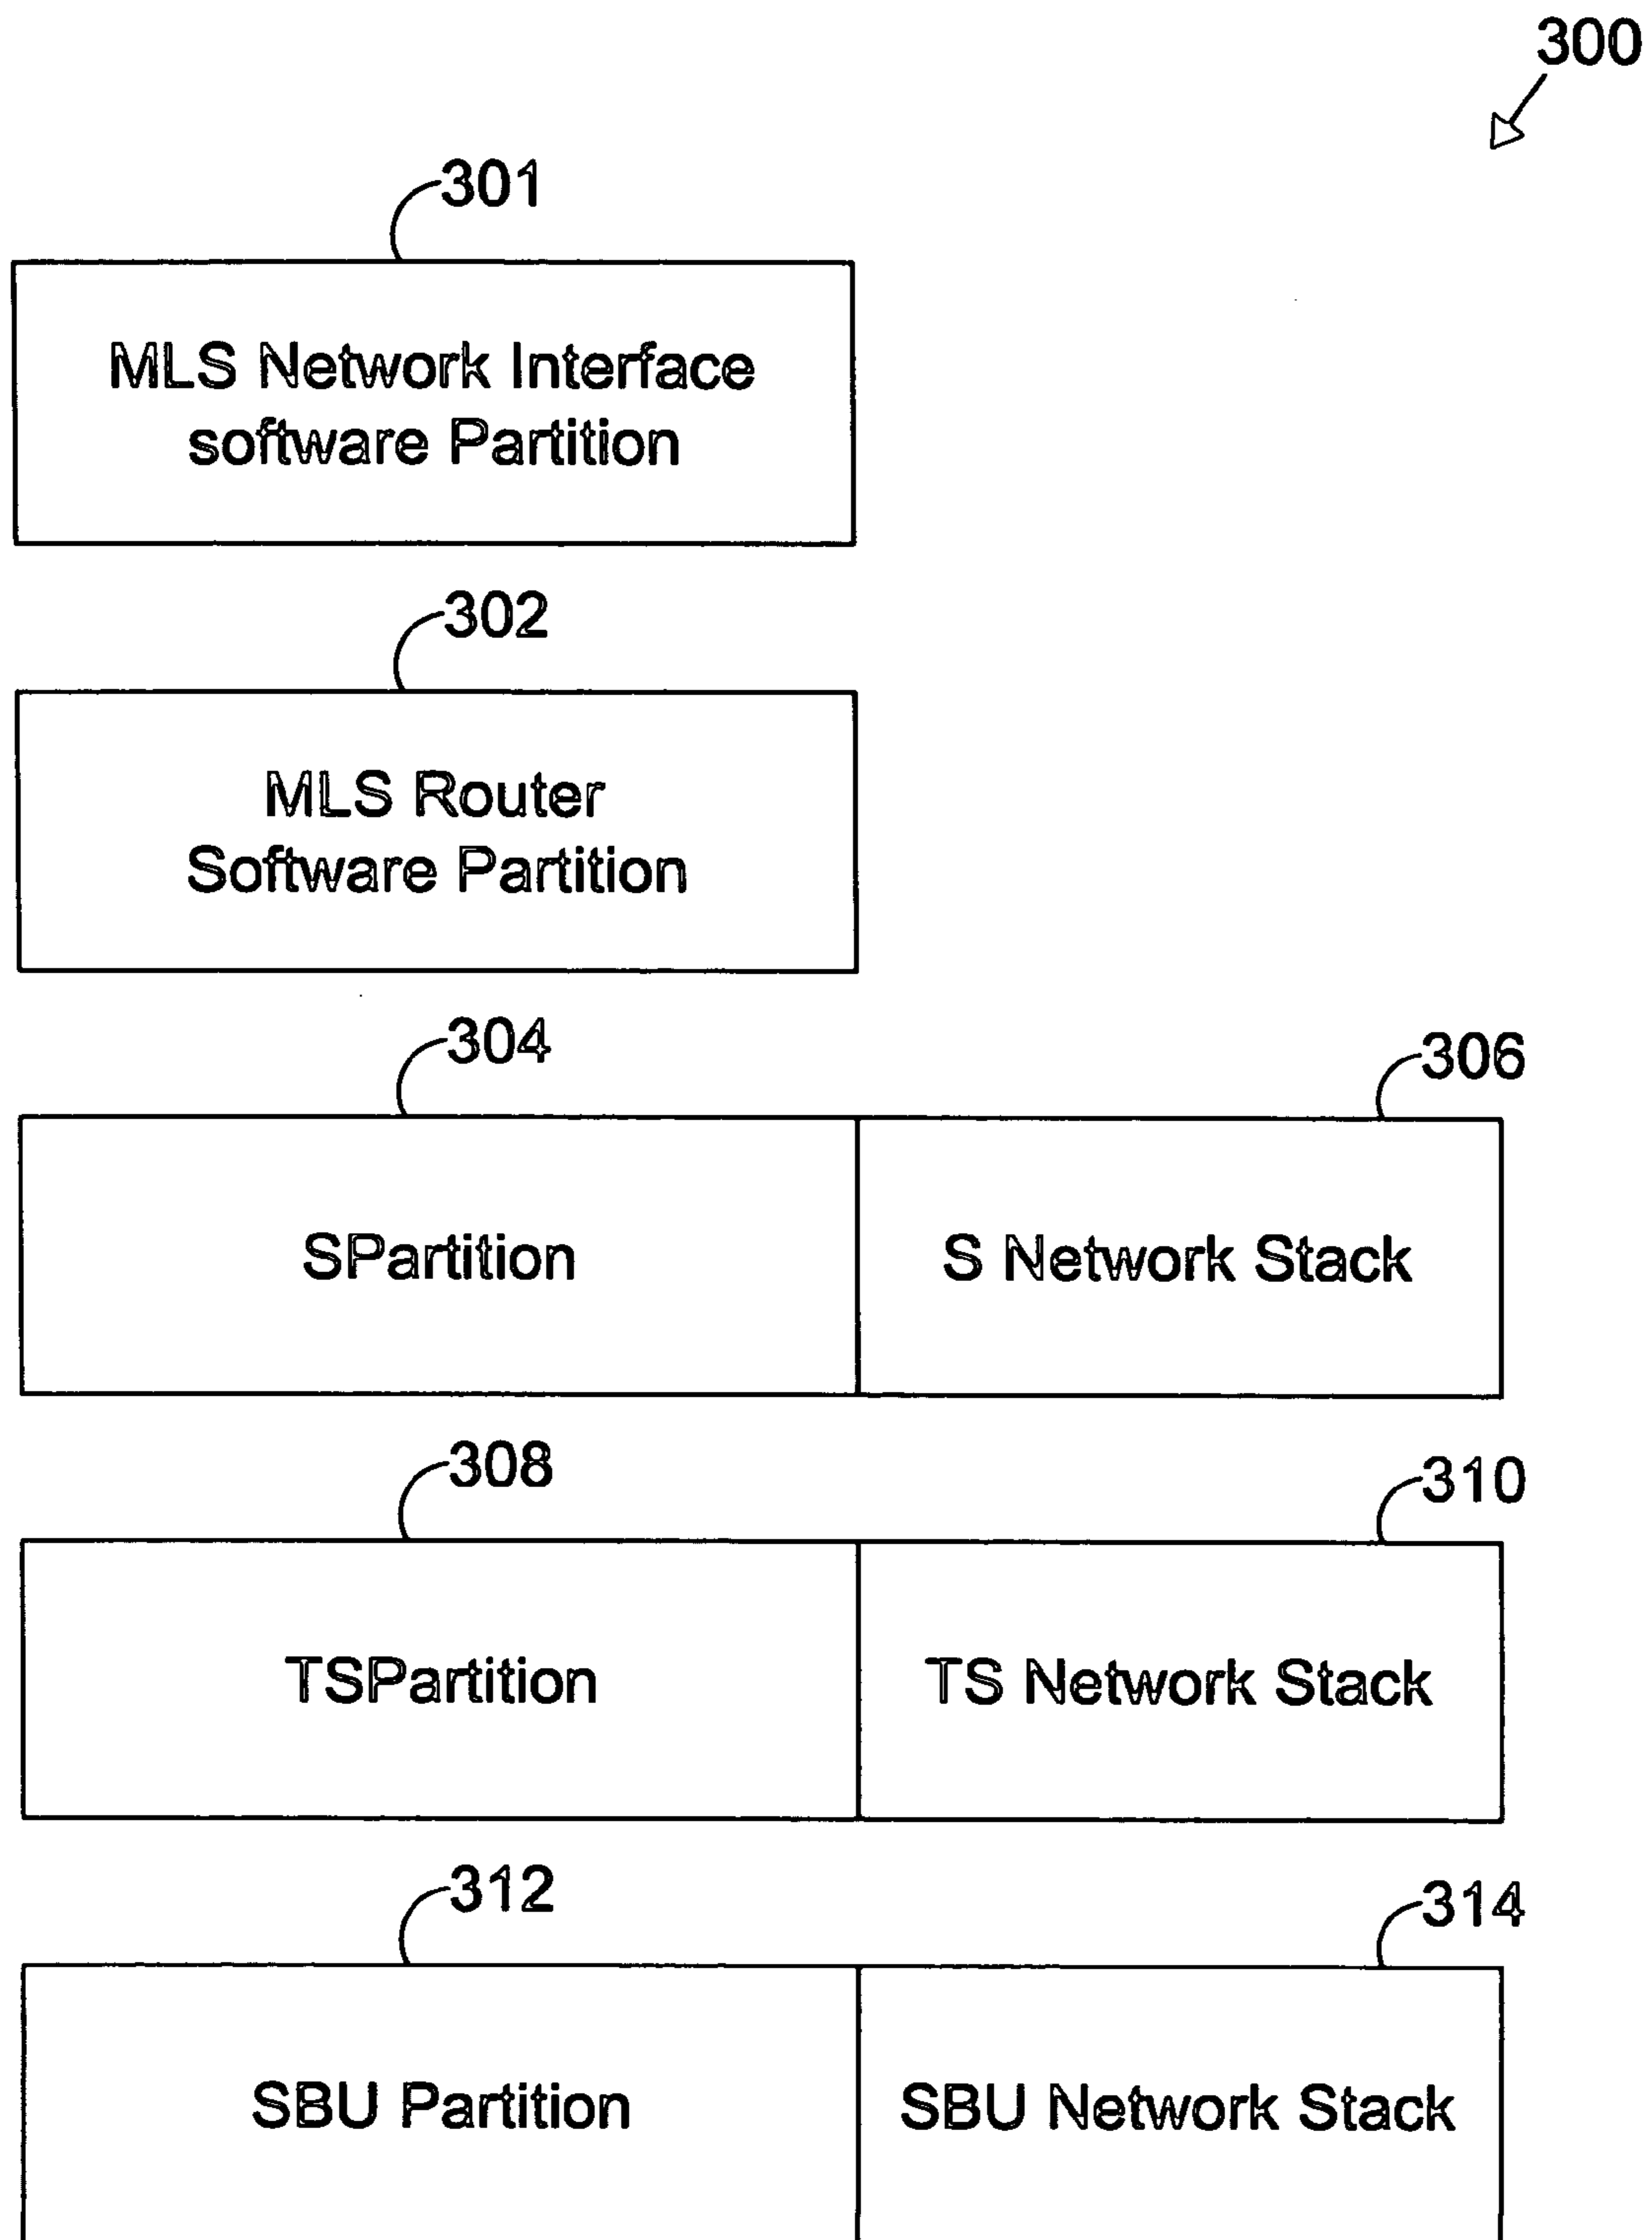 300
301
MLS Network Interface
software Partition
302
MLS Router
Software Partition
304
306
SPartition
S Network Stack
308
310
TSPartition
TS Network Stack
312
314
SBU Partition
SBU Network Stack